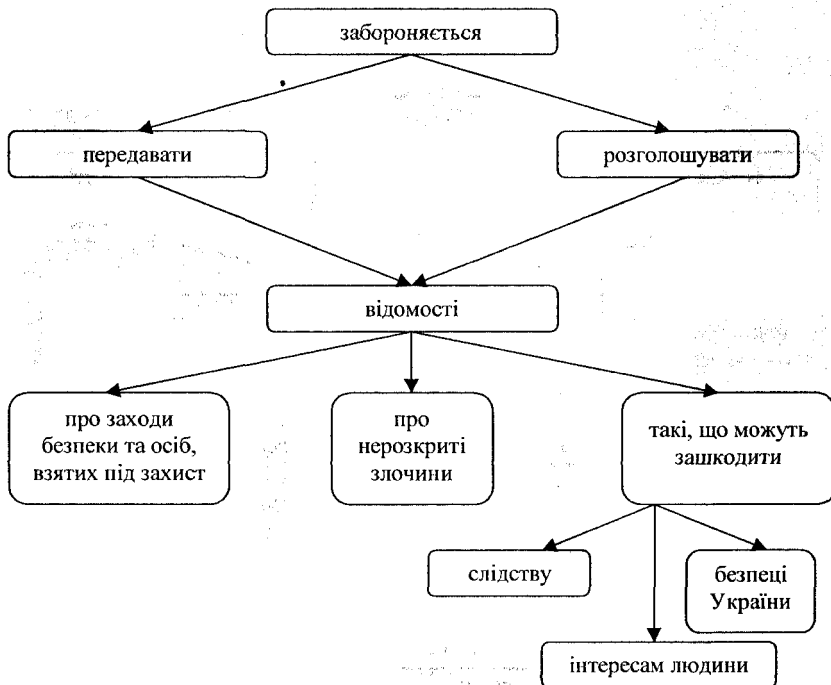 забороняється
передавати
розголошувати
відомості
про заходи
безпеки та осіб,
взятих під захист
про
нерозкриті
злочини
такі, що можуть
зашкодити
слідству
безпеці
України
інтересам людини